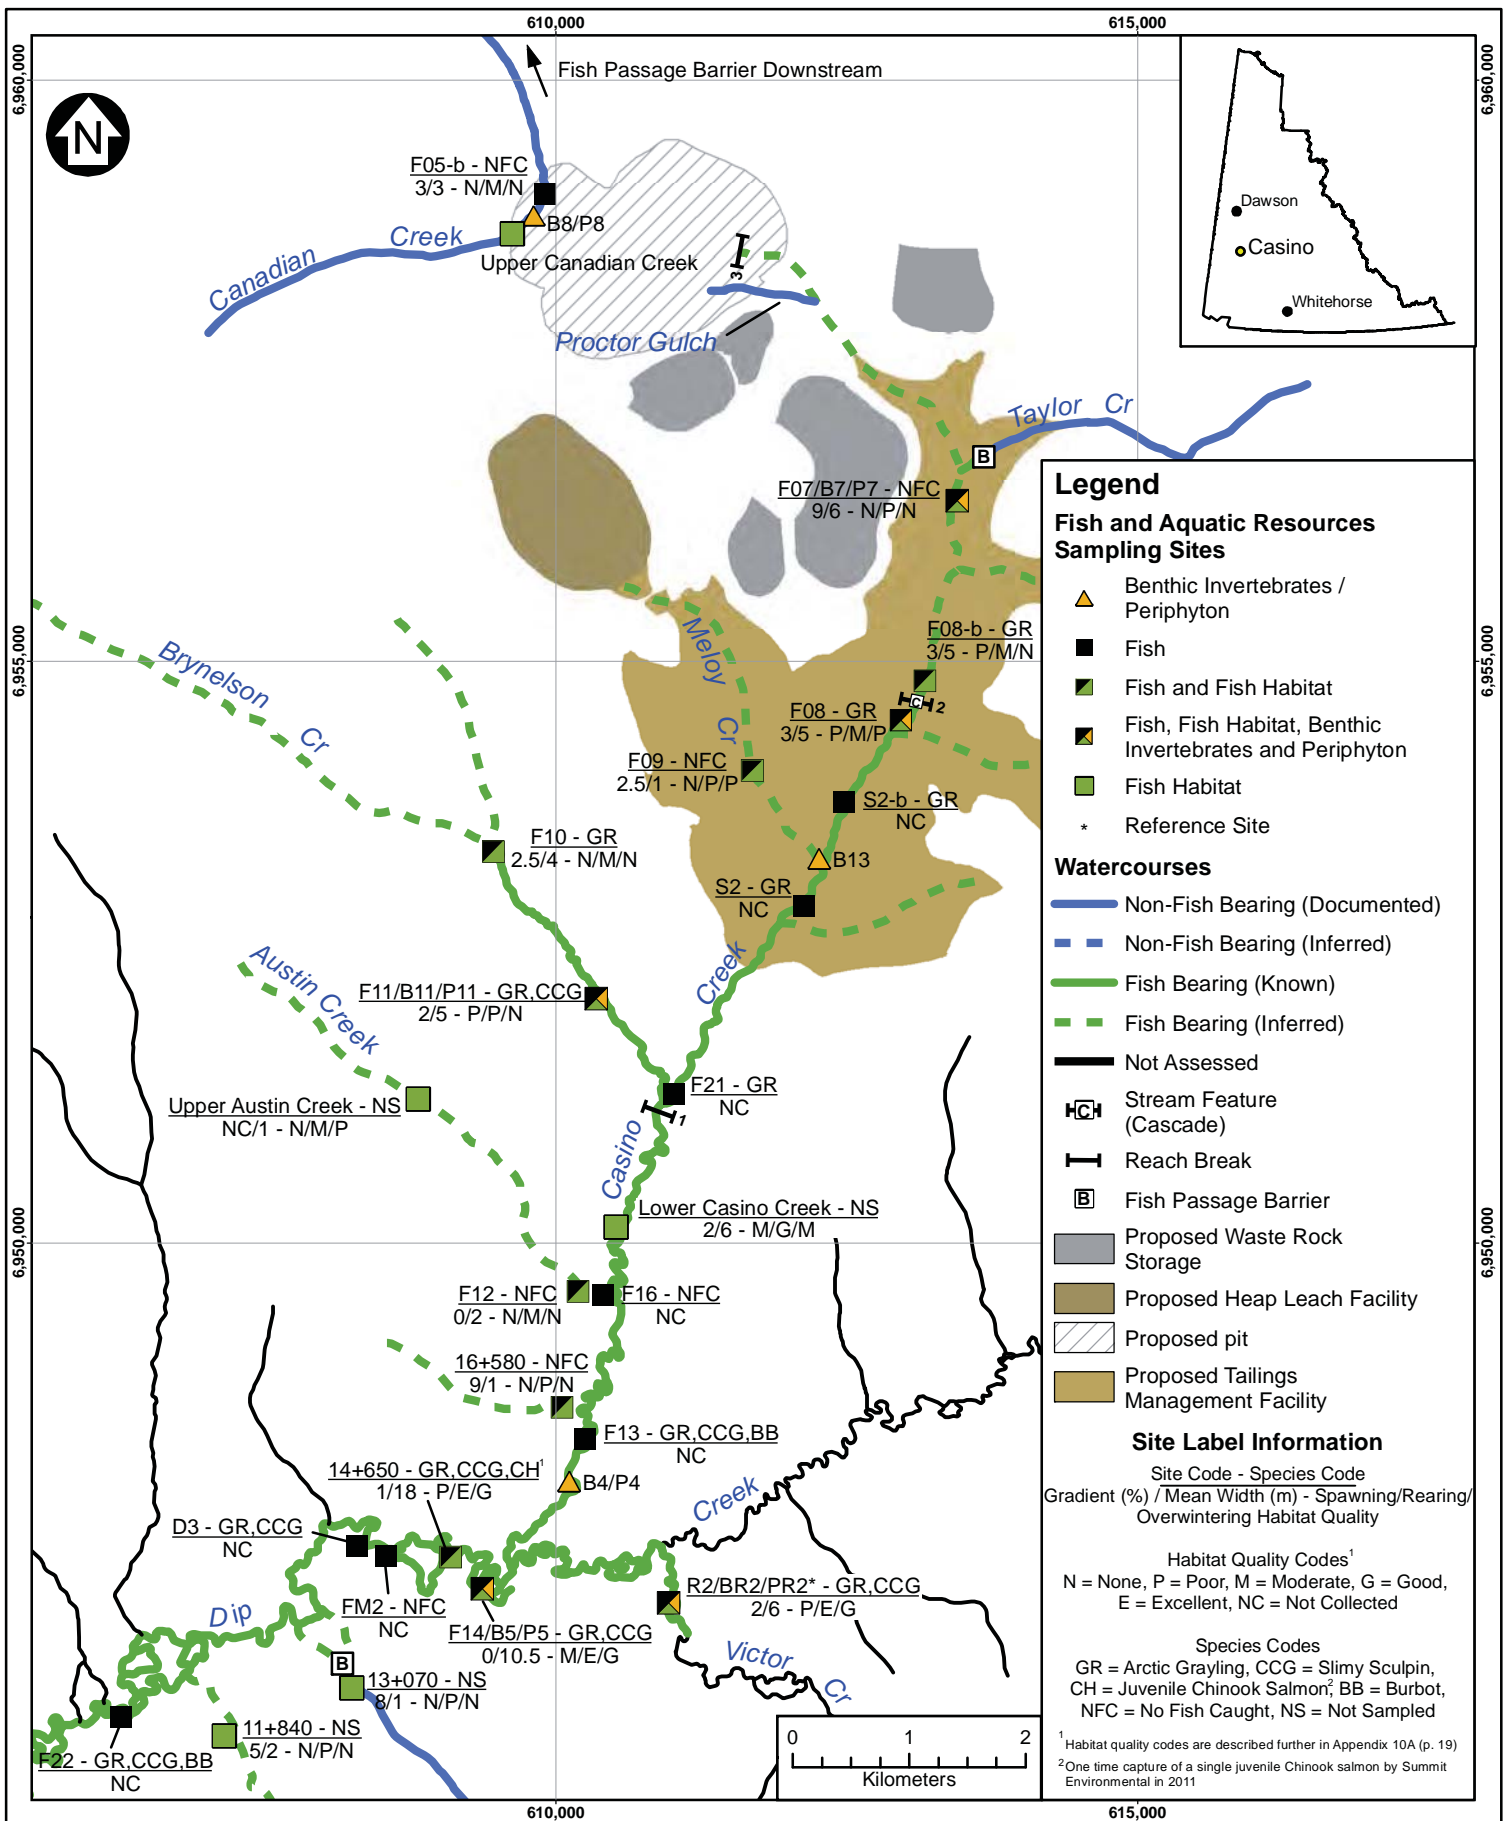 610,000
615,000
6,960,000
6,960,000
Fish Passage Barrier Downstream
N
F05-b - NFC
3/3 - N/M/N
B8/P8
Canadian Creek
Upper Canadian Creek
3
Proctor Gulch
Dawson
Casino
Whitehorse
Taylor Cr
B
F07/B7/P7 - NFC
9/6 - N/P/N
6,955,000
Brynelson Cr
Meloy Cr
F08-b - GR
3/5 - P/M/N
C
2
F08 - GR
3/5 - P/M/P
F09 - NFC
2.5/1 - N/P/P
S2-b - GR
NC
F10 - GR
2.5/4 - N/M/N
B13
S2 - GR
NC
Austin Creek
F11/B11/P11 - GR,CCG
2/5 - P/P/N
Casino Creek
Upper Austin Creek - NS
NC/1 - N/M/P
F21 - GR
NC
1
Lower Casino Creek - NS
2/6 - M/G/M
6,950,000
6,950,000
F12 - NFC
0/2 - N/M/N
F16 - NFC
NC
16+580 - NFC
9/1 - N/P/N
F13 - GR,CCG,BB
NC
14+650 - GR,CCG,CH1
1/18 - P/E/G
B4/P4
D3 - GR,CCG
NC
FM2 - NFC
NC
F14/B5/P5 - GR,CCG
0/10.5 - M/E/G
R2/BR2/PR2* - GR,CCG
2/6 - P/E/G
Dip Creek
Victor Cr
B
13+070 - NS
8/1 - N/P/N
11+840 - NS
5/2 - N/P/N
F22 - GR,CCG,BB
NC
0 1 2
Kilometers
Legend
Fish and Aquatic Resources
Sampling Sites
Benthic Invertebrates /
Periphyton
Fish
Fish and Fish Habitat
Fish, Fish Habitat, Benthic
Invertebrates and Periphyton
Fish Habitat
* Reference Site
Watercourses
Non-Fish Bearing (Documented)
Non-Fish Bearing (Inferred)
Fish Bearing (Known)
Fish Bearing (Inferred)
Not Assessed
C Stream Feature
(Cascade)
Reach Break
B Fish Passage Barrier
Proposed Waste Rock
Storage
Proposed Heap Leach Facility
Proposed pit
Proposed Tailings
Management Facility
Site Label Information
Site Code - Species Code
Gradient (%) / Mean Width (m) - Spawning/Rearing/
Overwintering Habitat Quality
Habitat Quality Codes1
N = None, P = Poor, M = Moderate, G = Good,
E = Excellent, NC = Not Collected
Species Codes
GR = Arctic Grayling, CCG = Slimy Sculpin,
CH = Juvenile Chinook Salmon2, BB = Burbot,
NFC = No Fish Caught, NS = Not Sampled
1 Habitat quality codes are described further in Appendix 10A (p. 19)
2 One time capture of a single juvenile Chinook salmon by Summit
Environmental in 2011
610,000
615,000